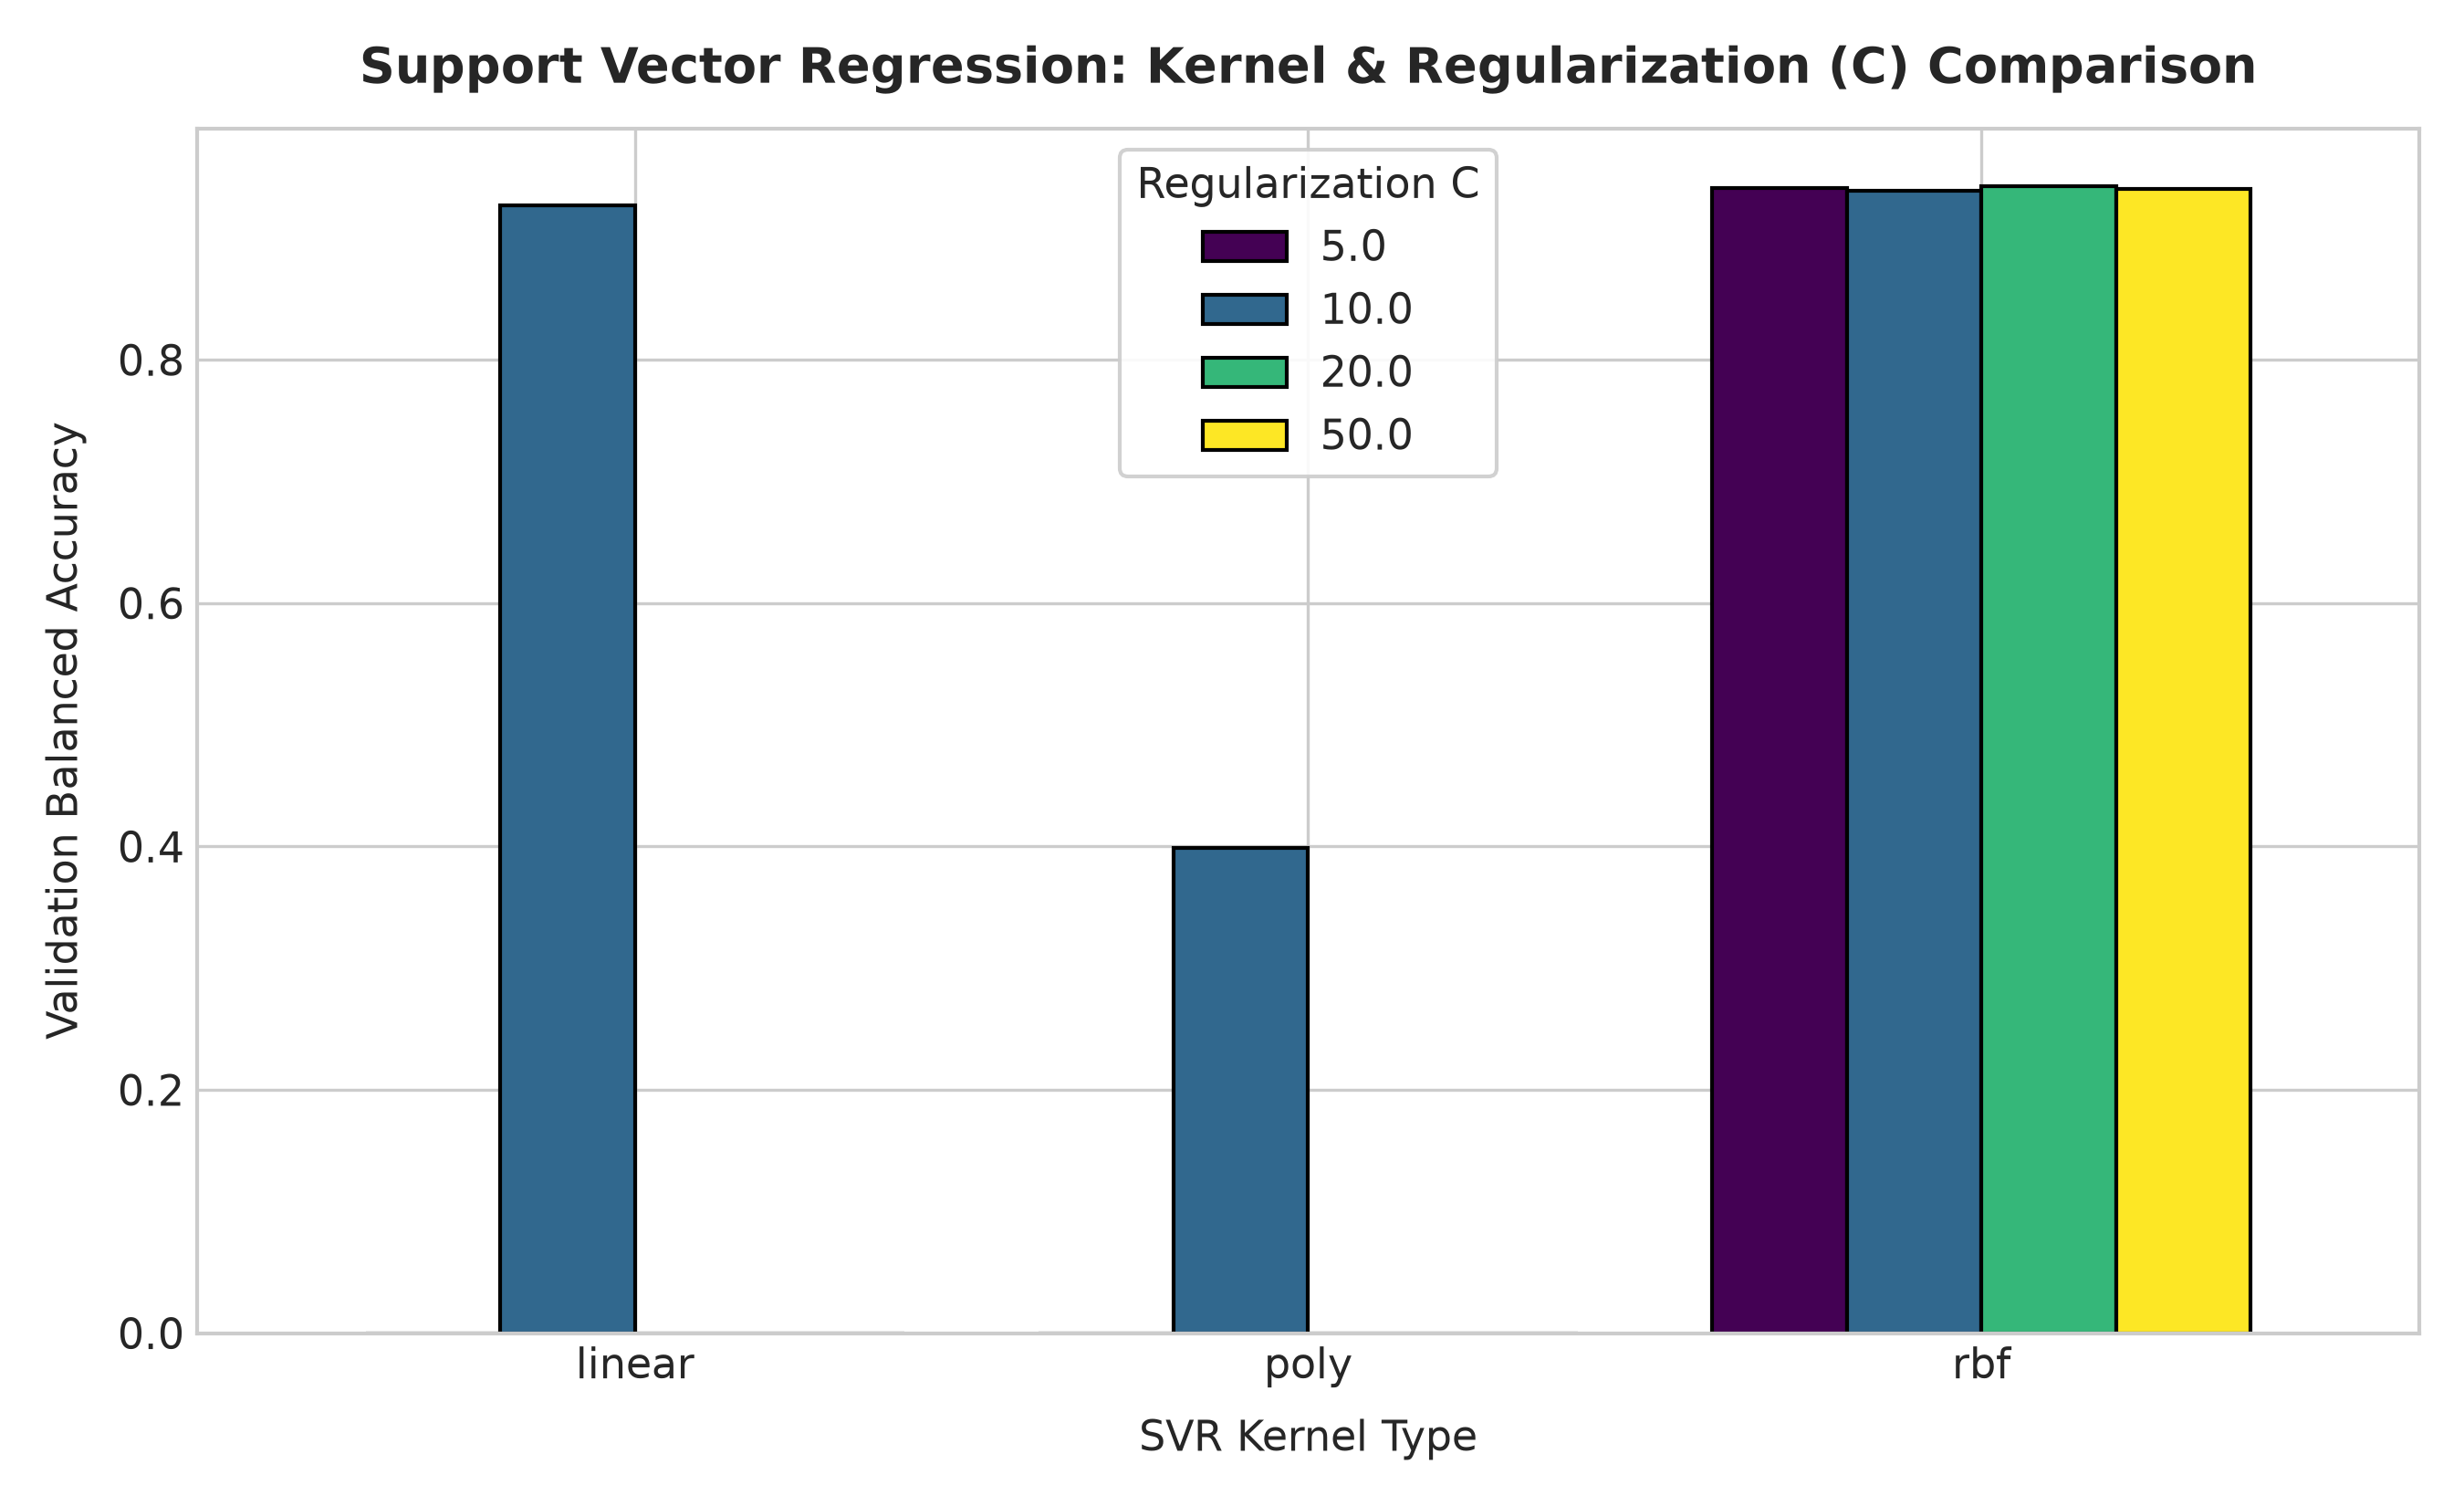 Support Vector Regression: Kernel & Regularization (C) Comparison
Regularization C
5.0
10.0
20.0
50.0
Validation Balanced Accuracy
0.8
0.6
0.4
0.2
0.0
linear
poly
rbf
SVR Kernel Type